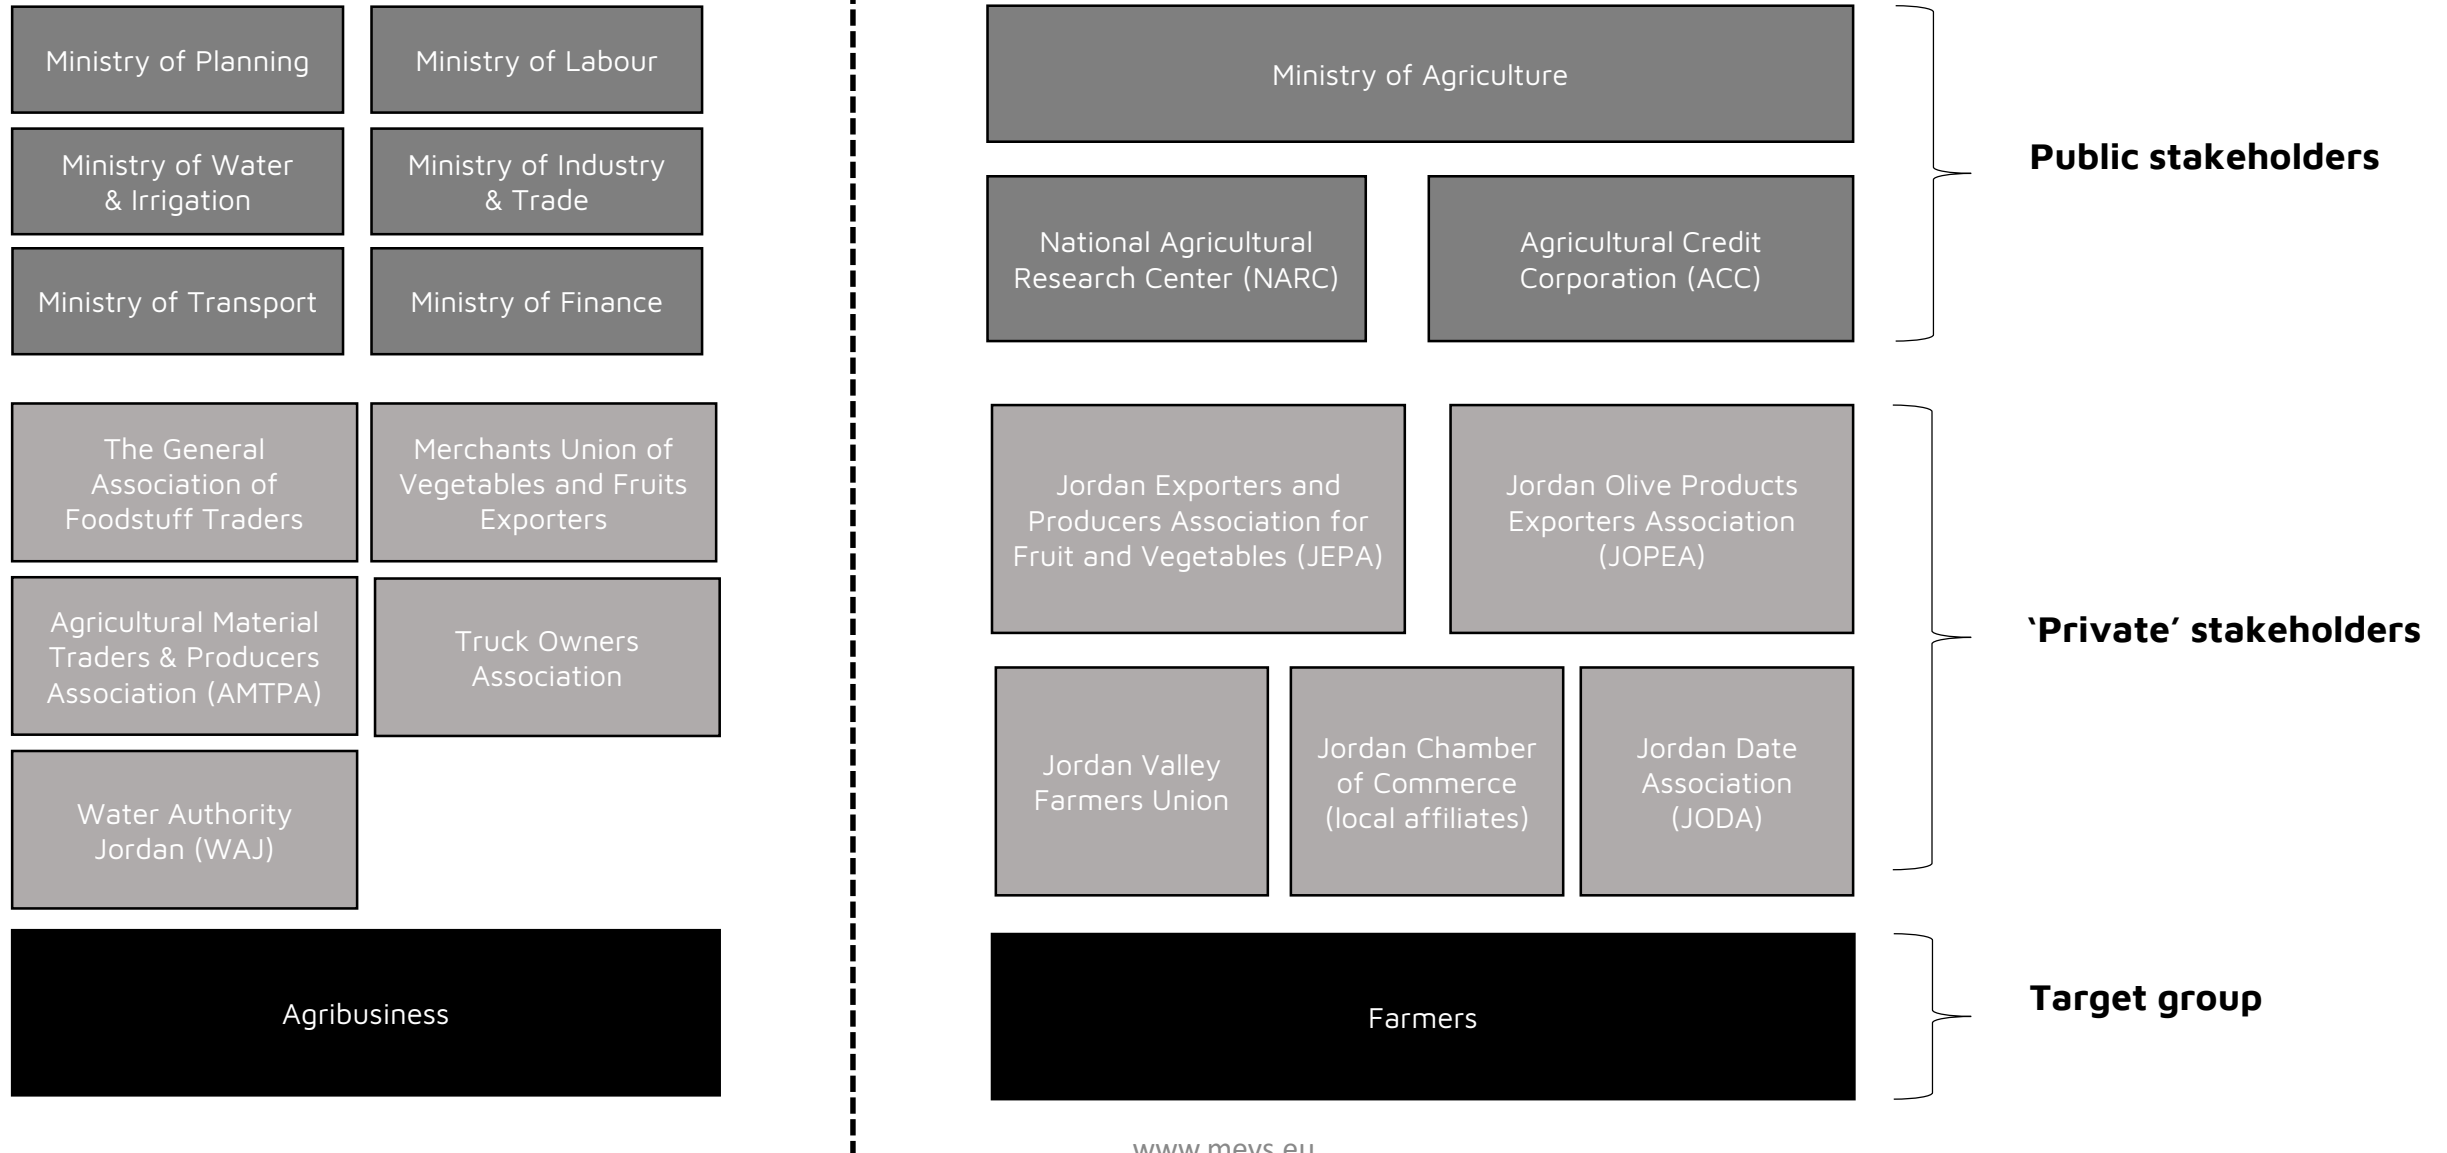 Ministry of Planning
Ministry of Labour
Ministry of Water
& Irrigation
Ministry of Industry
& Trade
Ministry of Transport
Ministry of Finance
The General
Association of
Foodstuff Traders
Merchants Union of
Vegetables and Fruits
Exporters
Agricultural Material
Traders & Producers
Association (AMTPA)
Truck Owners
Association
Water Authority
Jordan (WAJ)
Agribusiness
Ministry of Agriculture
National Agricultural
Research Center (NARC)
Agricultural Credit
Corporation (ACC)
Public stakeholders
Jordan Exporters and
Producers Association for
Fruit and Vegetables (JEPA)
Jordan Olive Products
Exporters Association
(JOPEA)
Jordan Valley
Farmers Union
Jordan Chamber
of Commerce
(local affiliates)
Jordan Date
Association
(JODA)
‘Private’ stakeholders
Farmers
Target group
www.mevs.eu